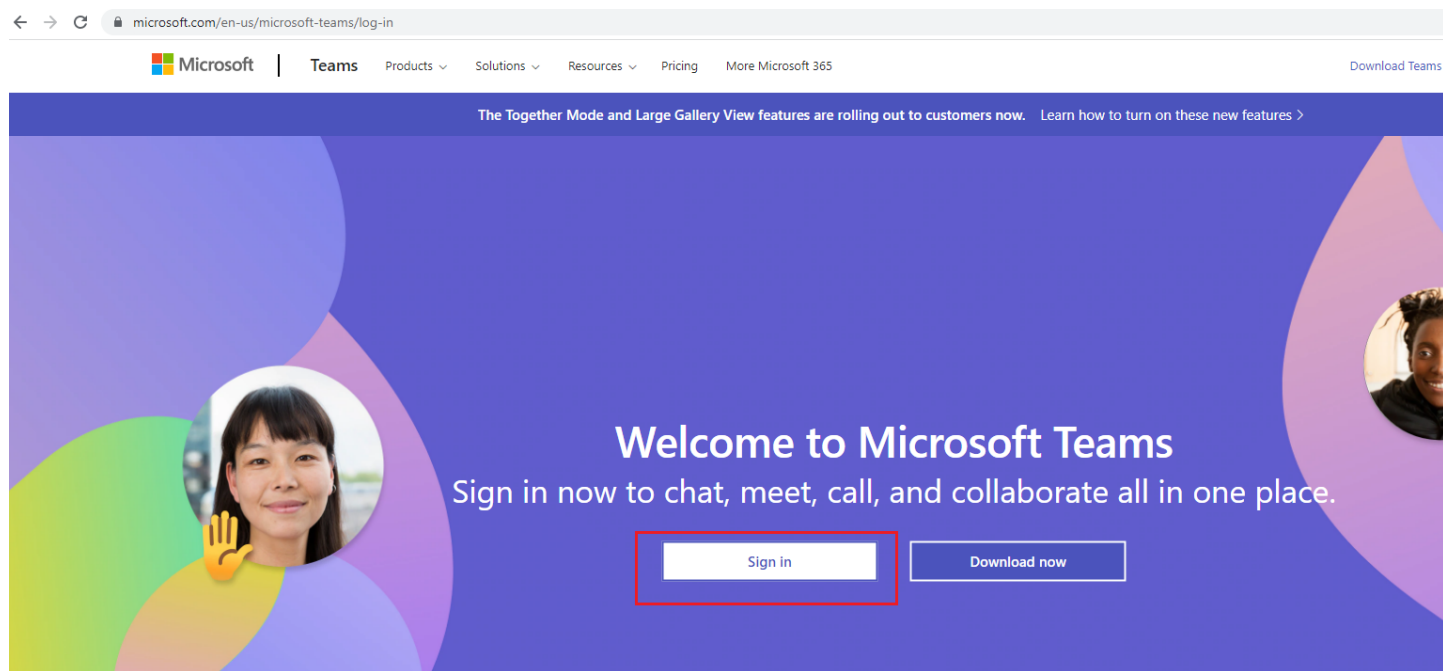 microsoft.com/en-us/microsoft-teams/log-in
Microsoft Teams Products Solutions Resources Pricing More Microsoft 365 Download Teams
The Together Mode and Large Gallery View features are rolling out to customers now. Learn how to turn on these new features >
Welcome to Microsoft Teams
Sign in now to chat, meet, call, and collaborate all in one place.
Sign in Download now